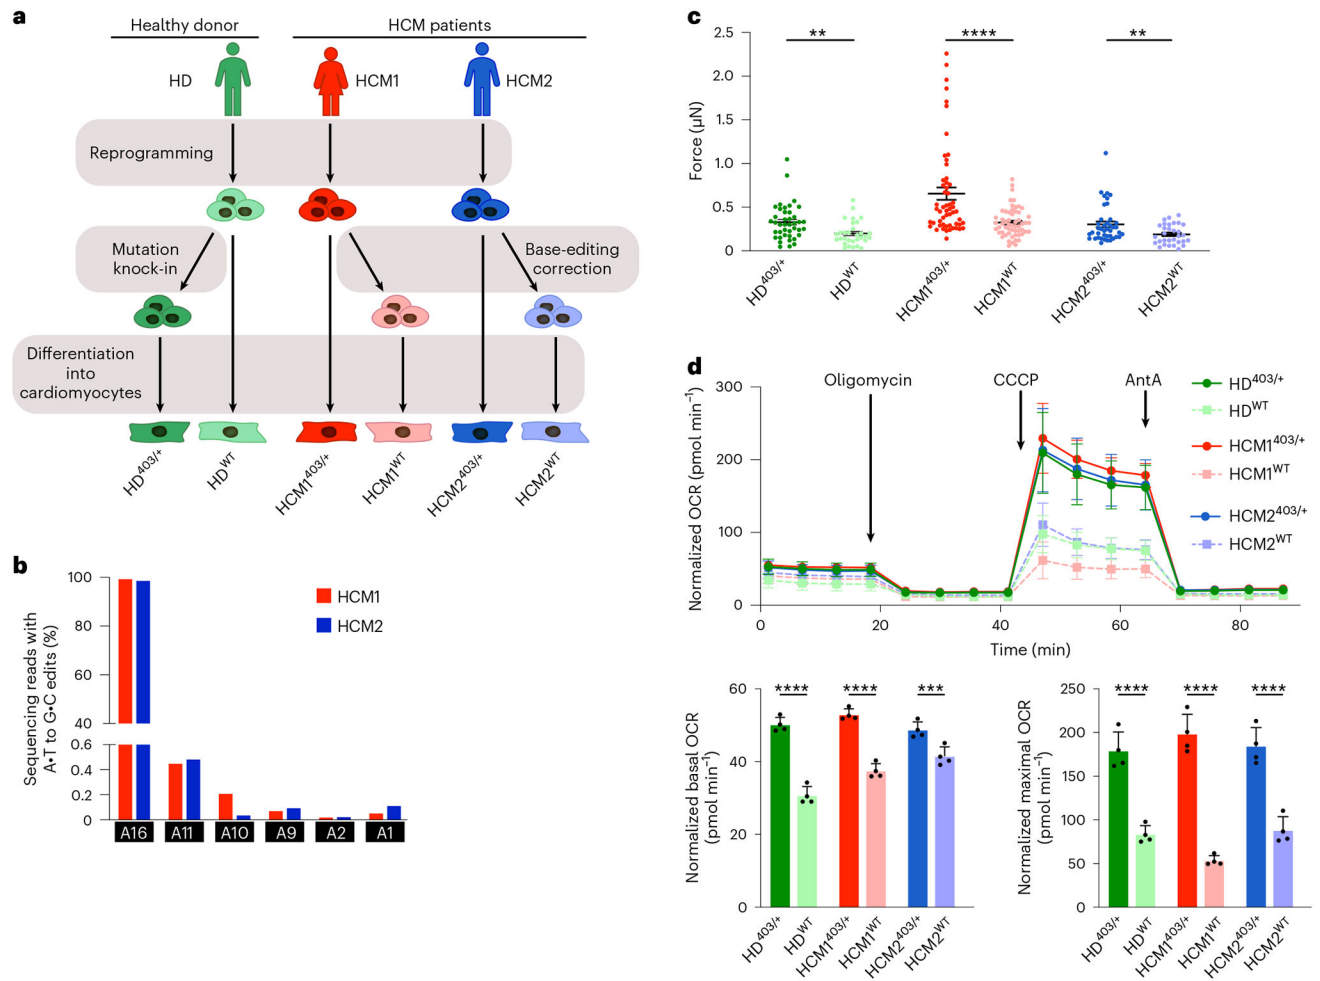 a
Healthy donor
HCM patients
HD
HCM1
HCM2
Reprogramming
Mutation
knock-in
Base-editing
correction
Differentiation
into
cardiomyocytes
HD403/+
HDWT
HCM1403/+
HCM1WT
HCM2403/+
HCM2WT
b
Sequencing reads with
A•T to G•C edits (%)
100
80
60
40
0.6
0.4
0.2
0
HCM1
HCM2
A16
A11
A10
A9
A2
A1
c
Force (µN)
2.5
2.0
1.5
1.0
0.5
0
**
****
**
HD403/+
HDWT
HCM1403/+
HCM1WT
HCM2403/+
HCM2WT
d
Normalized OCR (pmol min−1)
300
200
100
0
Oligomycin
CCCP
AntA
0
20
40
60
80
Time (min)
HD403/+
HDWT
HCM1403/+
HCM1WT
HCM2403/+
HCM2WT
Normalized basal OCR
(pmol min−1)
60
40
20
0
****
****
***
HD403/+
HDWT
HCM1403/+
HCM1WT
HCM2403/+
HCM2WT
Normalized maximal OCR
(pmol min−1)
250
200
150
100
50
0
****
****
****
HD403/+
HDWT
HCM1403/+
HCM1WT
HCM2403/+
HCM2WT